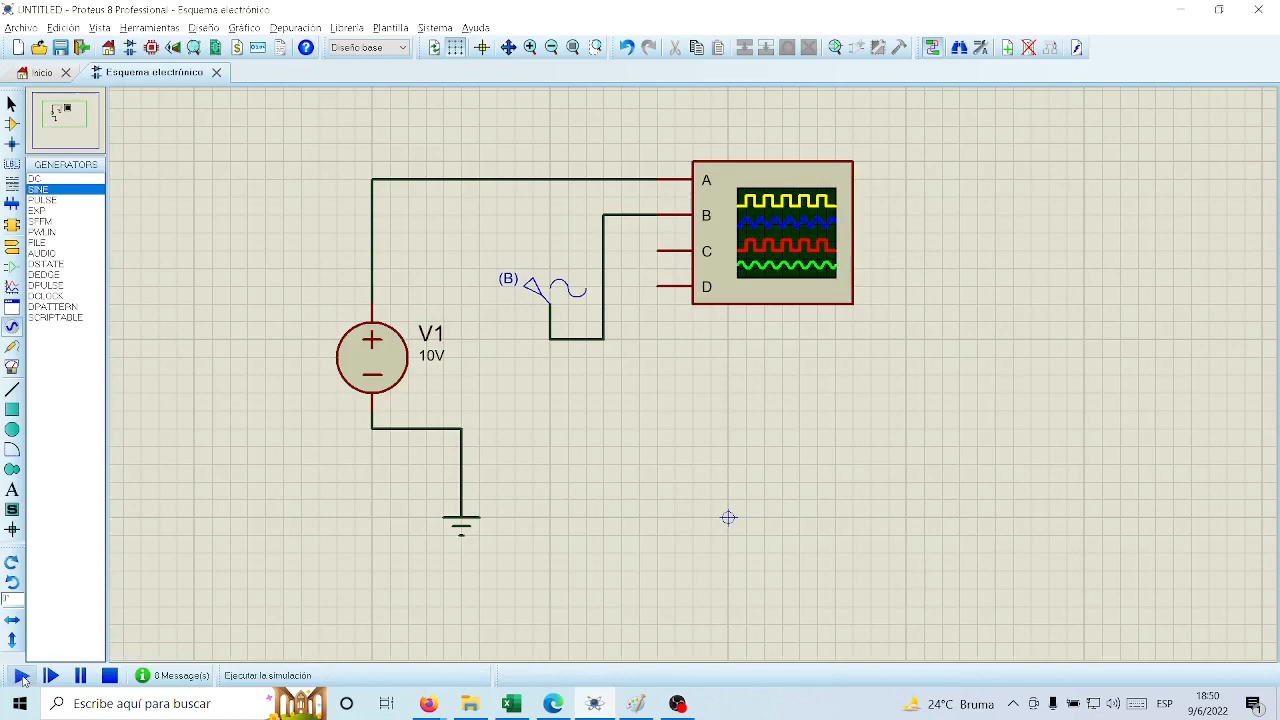 UNTITLED - Proteus 8 Professional - Esquema electrónico
Archivo Edición Vista Herramientas Diseño Gráfico Depuración Librería Plantilla Sistema Ayuda
Diseño base
Inicio
Esquema electrónico
GENERATORS
DC
SINE
PULSE
EXP
SFFM
PWLIN
FILE
AUDIO
DSTATE
DEDGE
DPULSE
DCLOCK
DPATTERN
SCRIPTABLE
A
B
C
D
(B)
V1
10V
0 Message(s)
Ejecutar la simulación
Escribe aquí para buscar
24°C Bruma
ESP
18:50
9/6/2022
1